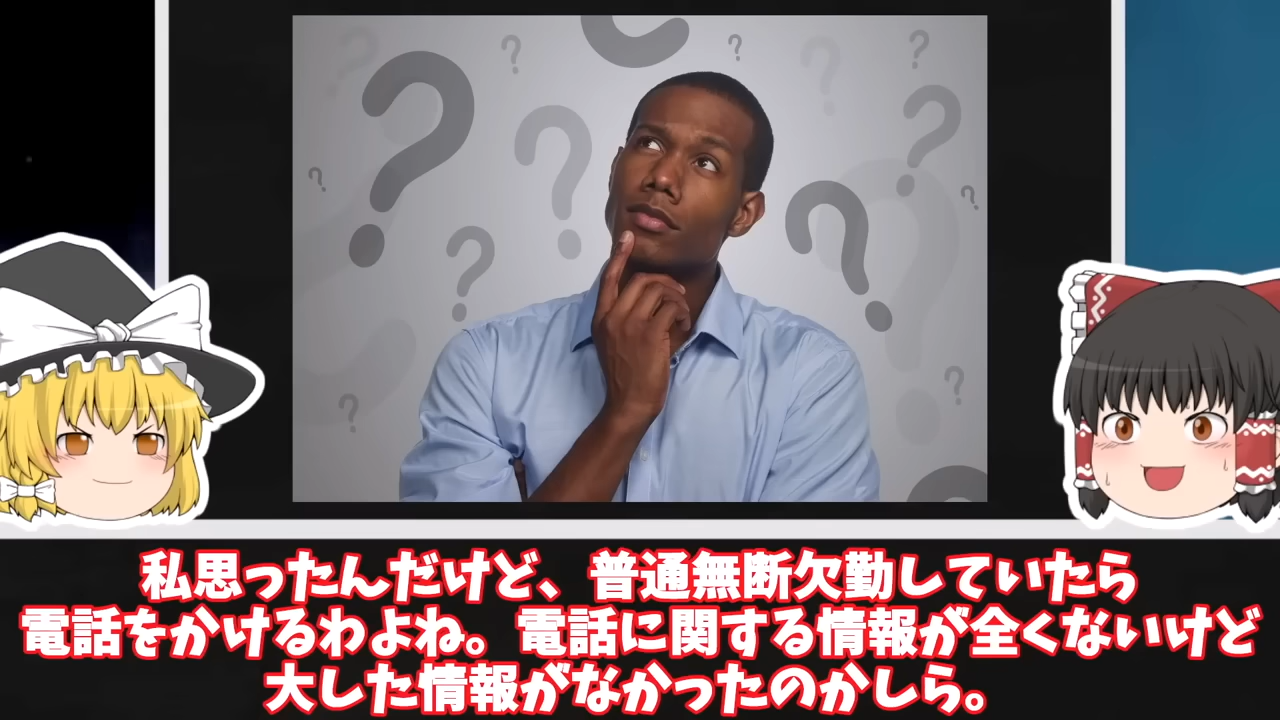 私思ったんだけど、普通無断欠勤していたら
電話をかけるわよね。電話に関する情報が全くないけど
大した情報がなかったのかしら。